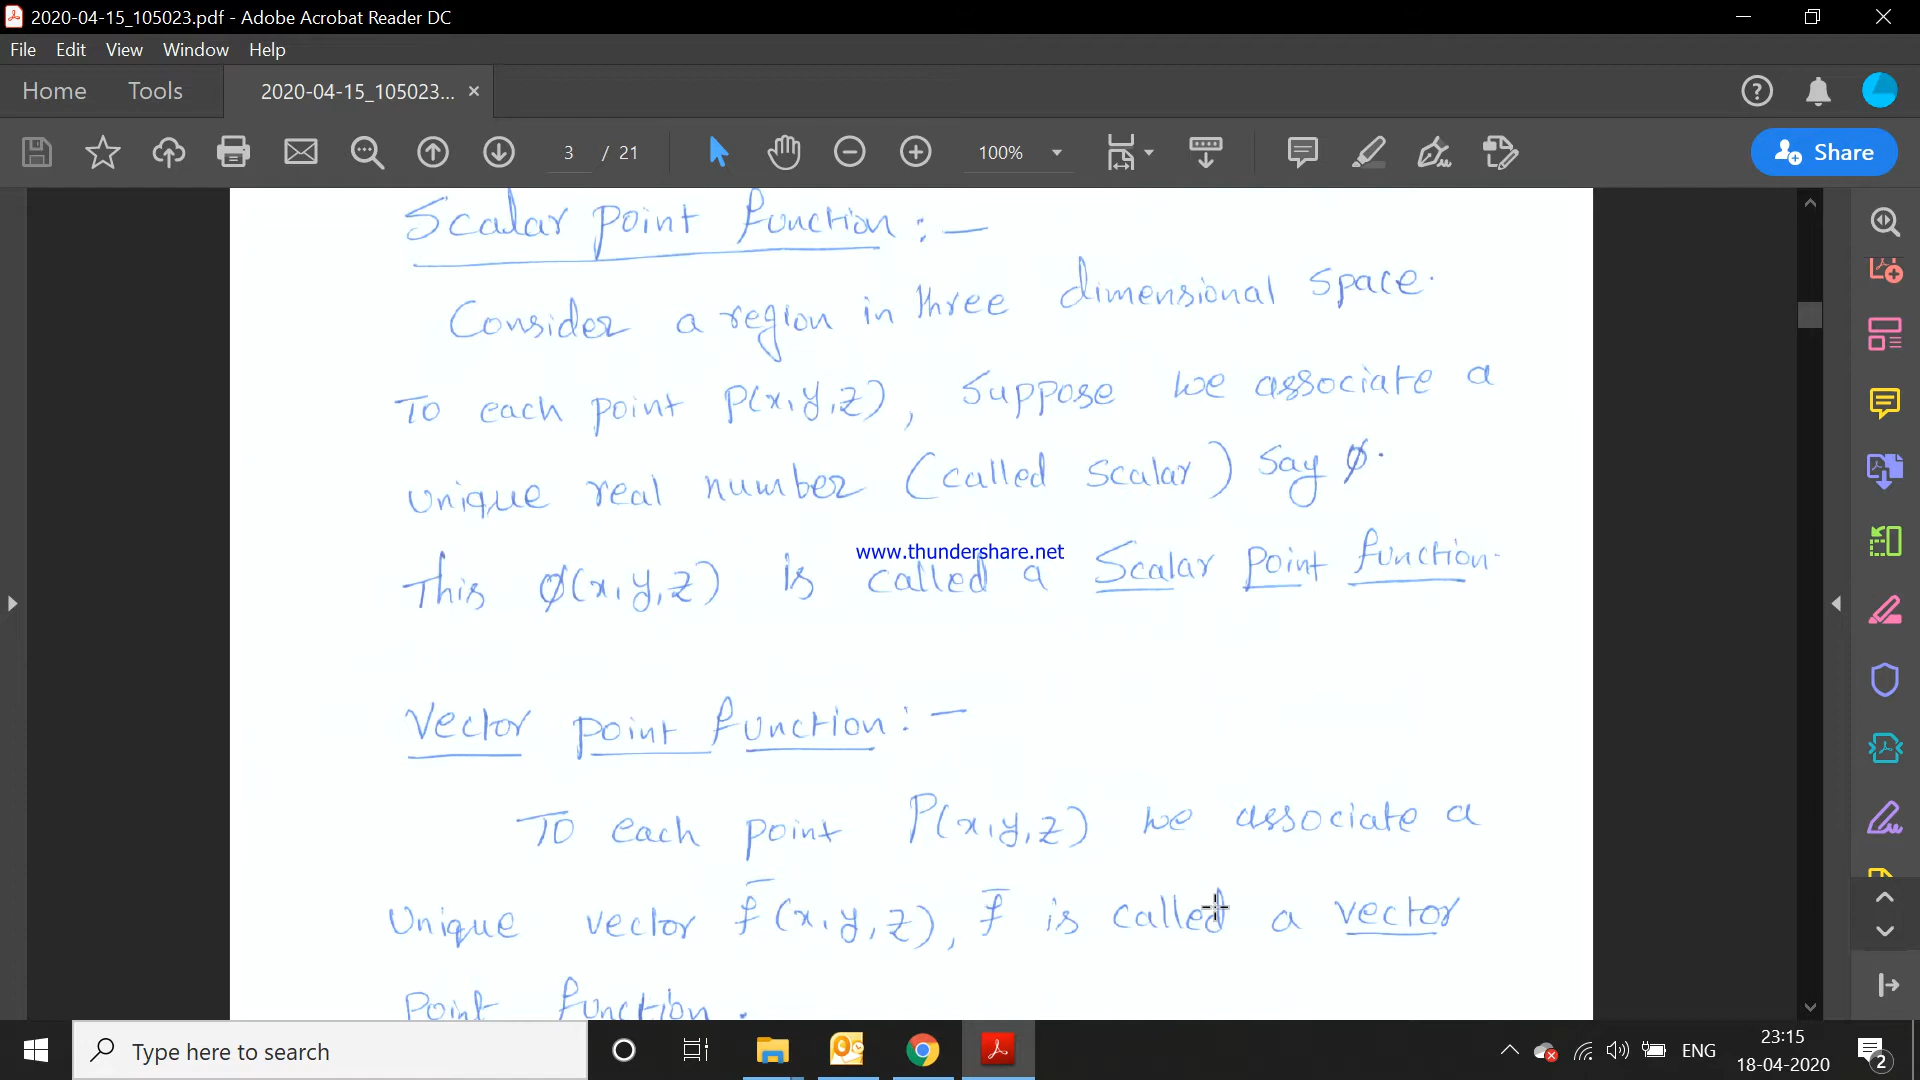 2020-04-15_105023.pdf - Adobe Acrobat Reader DC
File Edit View Window Help
Home Tools 2020-04-15_105023... ×
3 / 21 100% Share
Scalar point function : —
Consider a region in three dimensional space.
To each point P(x,y,z), suppose we associate a
unique real number (called scalar) say ϕ.
www.thundershare.net
This ϕ(x,y,z) is called a Scalar point function.
Vector point function : —
To each point P(x,y,z) we associate a
Unique vector f̄(x,y,z), f̄ is called a vector
point function.
Type here to search
ENG
23:15
18-04-2020
2